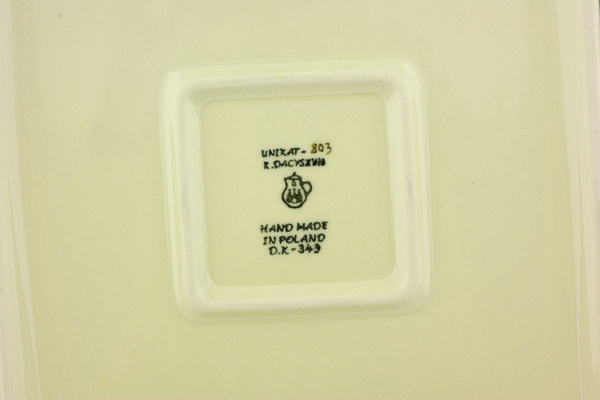 UNIKAT - 803
K. DACYSZYN
HAND MADE
IN POLAND
D.K - 349